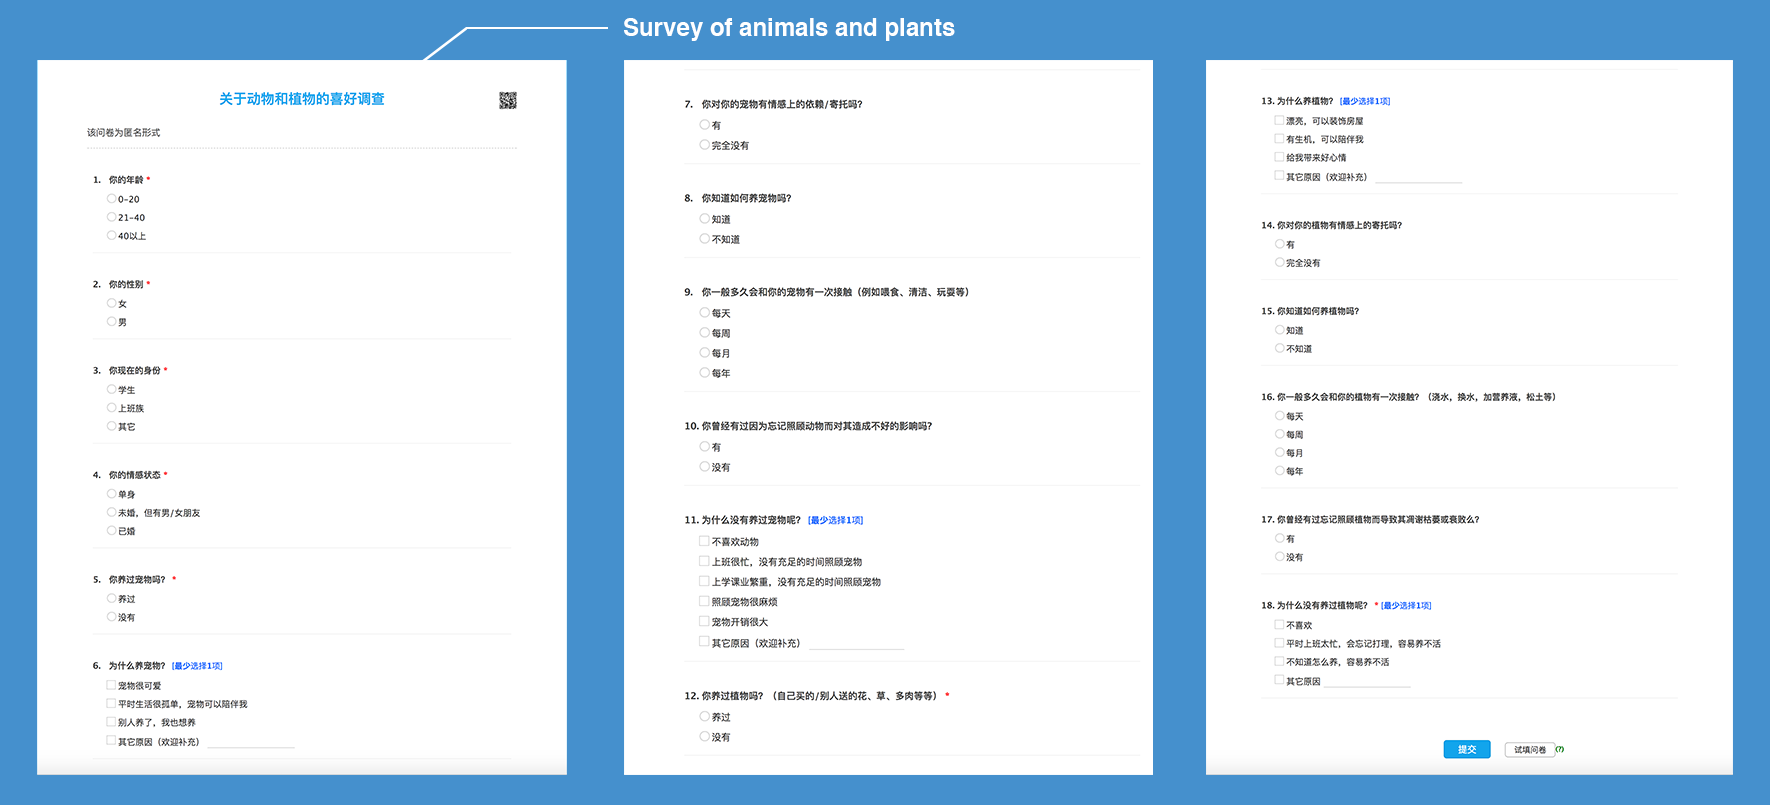 Survey of animals and plants
关于动物和植物的喜好调查
该问卷为匿名形式
1. 你的年龄 *
0-20
21-40
40以上
2. 你的性别 *
女
男
3. 你现在的身份 *
学生
上班族
其它
4. 你的情感状态 *
单身
未婚，但有男/女朋友
已婚
5. 你养过宠物吗？ *
养过
没有
6. 为什么养宠物？ [最少选择1项]
宠物很可爱
平时生活很孤单，宠物可以陪伴我
别人养了，我也想养
其它原因（欢迎补充）
7. 你对你的宠物有情感上的依赖/寄托吗？
有
完全没有
8. 你知道如何养宠物吗？
知道
不知道
9. 你一般多久会和你的宠物有一次接触（例如喂食、清洁、玩耍等）
每天
每周
每月
每年
10. 你曾经有过因为忘记照顾动物而对其造成不好的影响吗？
有
没有
11. 为什么没有养过宠物呢？ [最少选择1项]
不喜欢动物
上班很忙，没有充足的时间照顾宠物
上学课业繁重，没有充足的时间照顾宠物
照顾宠物很麻烦
宠物开销很大
其它原因（欢迎补充）
12. 你养过植物吗？（自己买的/别人送的花、草、多肉等等） *
养过
没有
13. 为什么养植物？ [最少选择1项]
漂亮，可以装饰房屋
有生机，可以陪伴我
给我带来好心情
其它原因（欢迎补充）
14. 你对你的植物有情感上的寄托吗？
有
完全没有
15. 你知道如何养植物吗？
知道
不知道
16. 你一般多久会和你的植物有一次接触？（浇水，换水，加营养液，松土等）
每天
每周
每月
每年
17. 你曾经有过忘记照顾植物而导致其凋谢枯萎或衰败么？
有
没有
18. 为什么没有养过植物呢？ * [最少选择1项]
不喜欢
平时上班太忙，会忘记打理，容易养不活
不知道怎么养，容易养不活
其它原因
提交 试填问卷 (?)